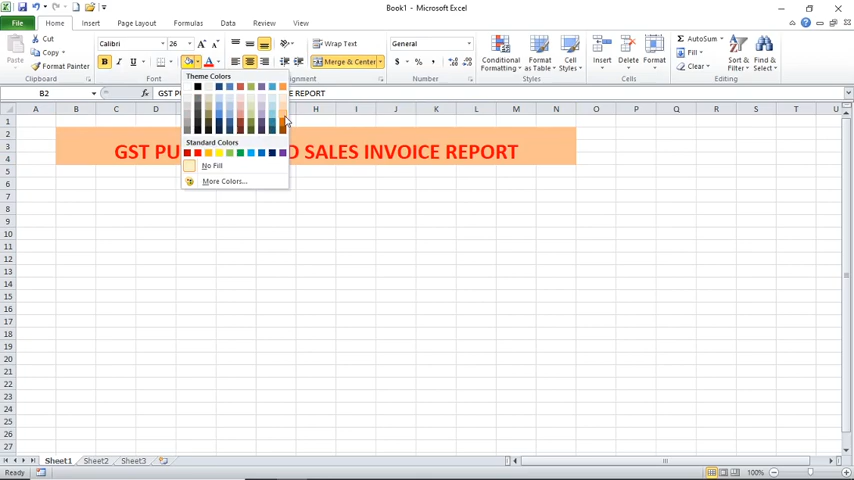 Book1 - Microsoft Excel
File Home Insert Page Layout Formulas Data Review View
Cut
Copy
Format Painter
Clipboard
Calibri 26
B I U
Font
Wrap Text
Merge & Center
General
$ % ,
Number
Conditional Formatting
Format as Table
Cell Styles
Styles
Insert Delete Format
Cells
AutoSum
Fill
Clear
Sort & Filter
Find & Select
Editing
B2 fx GST PU E REPORT
Theme Colors
Standard Colors
No Fill
More Colors...
A B C D H I J K L M N O P Q R S T U
1
2
3
4
5
6
7
8
9
10
11
12
13
14
15
16
17
18
19
20
21
22
23
24
25
26
27
GST PU O SALES INVOICE REPORT
Sheet1 Sheet2 Sheet3
Ready 100%